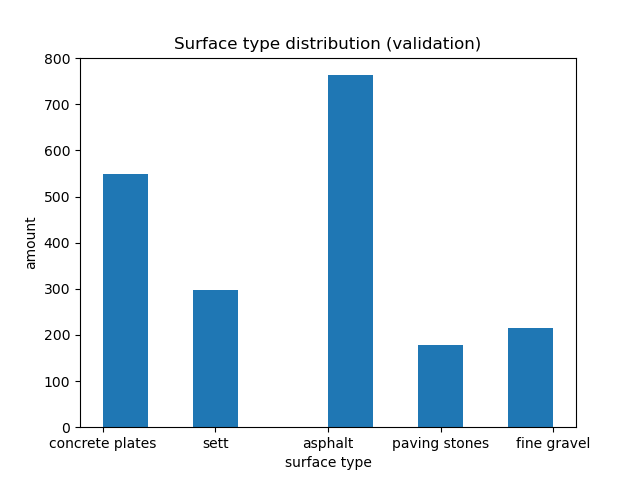 Surface type distribution (validation)
800
700
600
500
400
300
200
100
0
amount
concrete plates sett asphalt paving stones fine gravel
surface type